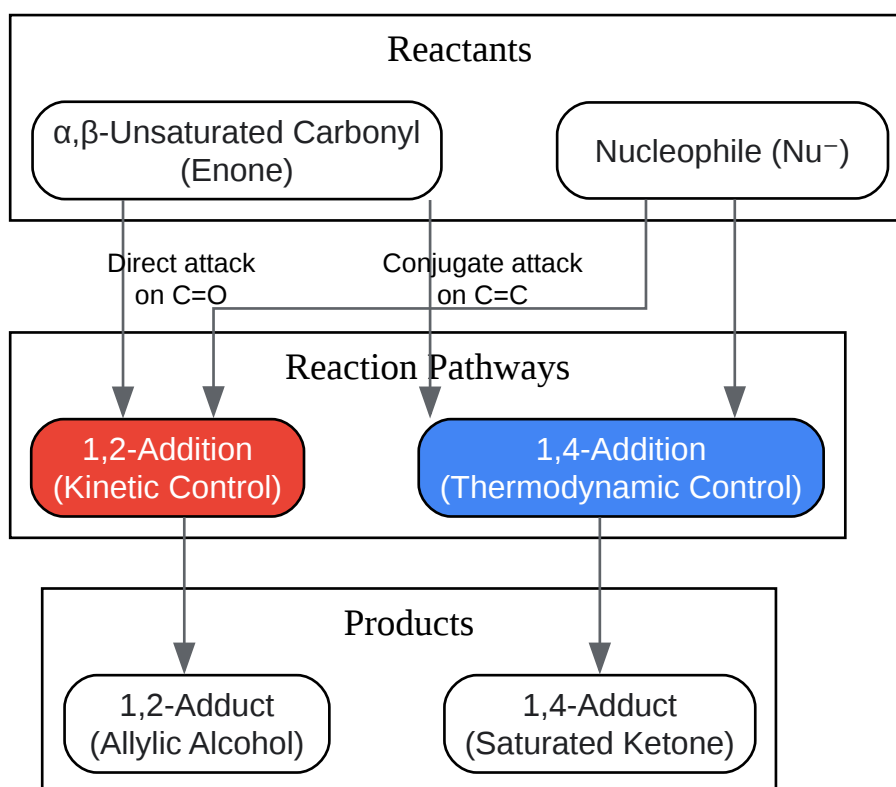 Reactants
α,β-Unsaturated Carbonyl
(Enone)
Nucleophile (Nu⁻)
Direct attack
on C=O
Conjugate attack
on C=C
Reaction Pathways
1,2-Addition
(Kinetic Control)
1,4-Addition
(Thermodynamic Control)
Products
1,2-Adduct
(Allylic Alcohol)
1,4-Adduct
(Saturated Ketone)